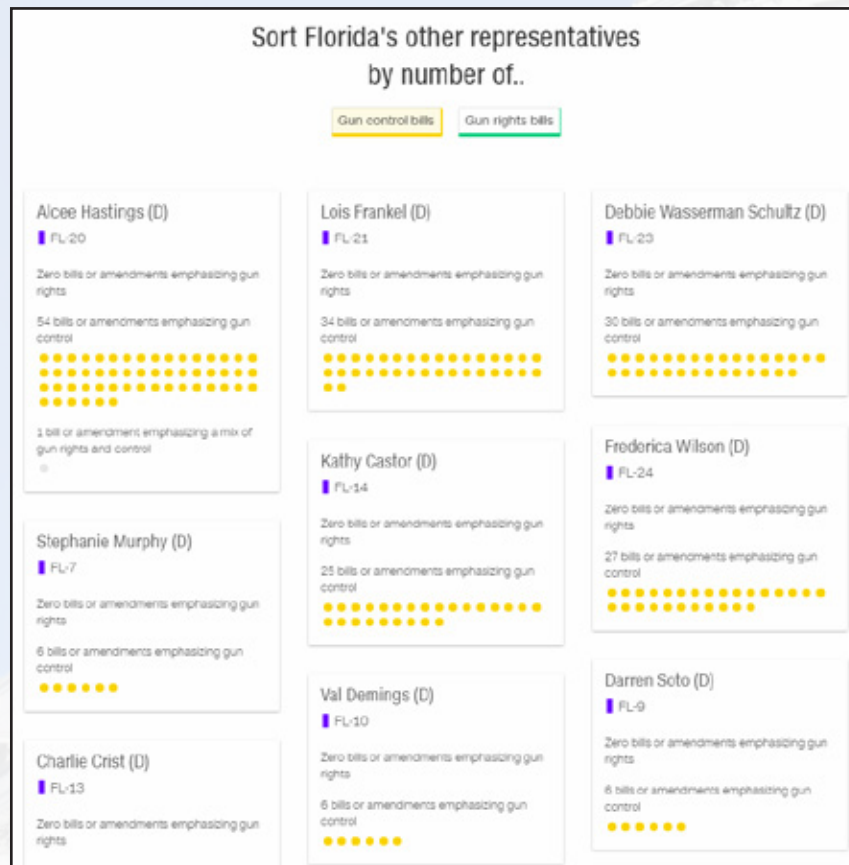 Sort Florida's other representatives
by number of..
Gun control bills
Gun rights bills
Alcee Hastings (D)
FL-20
Zero bills or amendments emphasizing gun
rights
54 bills or amendments emphasizing gun
control
1 bill or amendment emphasizing a mix of
gun rights and control
Stephanie Murphy (D)
FL-7
Zero bills or amendments emphasizing gun
rights
6 bills or amendments emphasizing gun
control
Charlie Crist (D)
FL-13
Zero bills or amendments emphasizing gun
rights
Lois Frankel (D)
FL-21
Zero bills or amendments emphasizing gun
rights
34 bills or amendments emphasizing gun
control
Kathy Castor (D)
FL-14
Zero bills or amendments emphasizing gun
rights
25 bills or amendments emphasizing gun
control
Val Demings (D)
FL-10
Zero bills or amendments emphasizing gun
rights
6 bills or amendments emphasizing gun
control
Debbie Wasserman Schultz (D)
FL-23
Zero bills or amendments emphasizing gun
rights
30 bills or amendments emphasizing gun
control
Frederica Wilson (D)
FL-24
Zero bills or amendments emphasizing gun
rights
27 bills or amendments emphasizing gun
control
Darren Soto (D)
FL-9
Zero bills or amendments emphasizing gun
rights
6 bills or amendments emphasizing gun
control